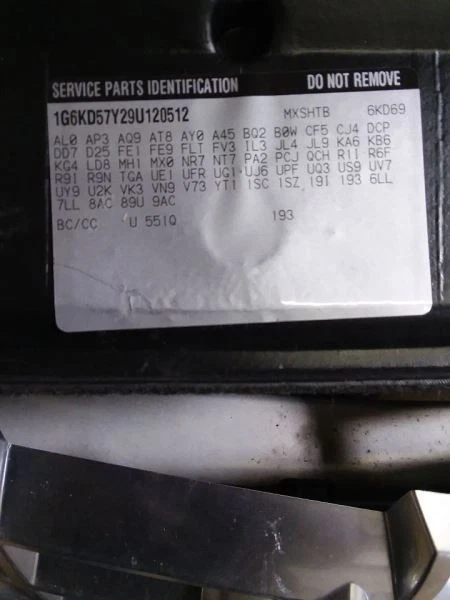 SERVICE PARTS IDENTIFICATION DO NOT REMOVE
1G6KD57Y29U120512 MXSHTB 6KD69
AL0 AP3 AQ9 AT8 AY0 A45 BQ2 B0W CF5 CJ4 DCP
DD7 D25 FE1 FE9 FLT FV3 IL3 JL4 JL9 KA6 KB6
KG4 LD8 MH1 MX0 NR7 NT7 PA2 PCJ QCH R1I R6F
R9I R9N TGA UE1 UFR UG1 UJ6 UPF UQ3 US9 UV7
UY9 U2K VK3 VN9 V73 YT1 1SC 1SZ 19I 193 6LL
7LL 8AC 89U 9AC
BC/CC U 551Q 193